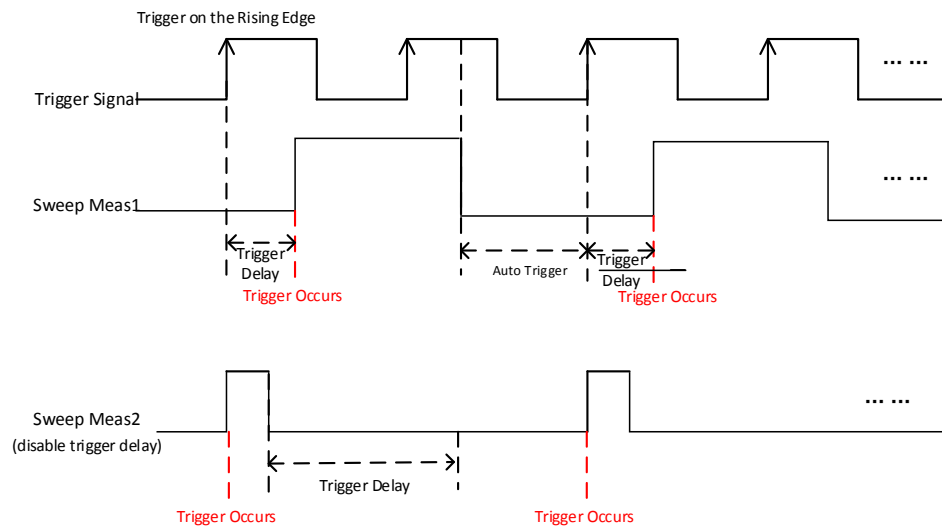 Trigger on the Rising Edge
... ...
Trigger Signal
... ...
Sweep Meas1
Trigger
Delay
Auto Trigger
Trigger
Delay
Trigger Occurs
Trigger Occurs
... ...
Sweep Meas2
(disable trigger delay)
Trigger Delay
Trigger Occurs
Trigger Occurs